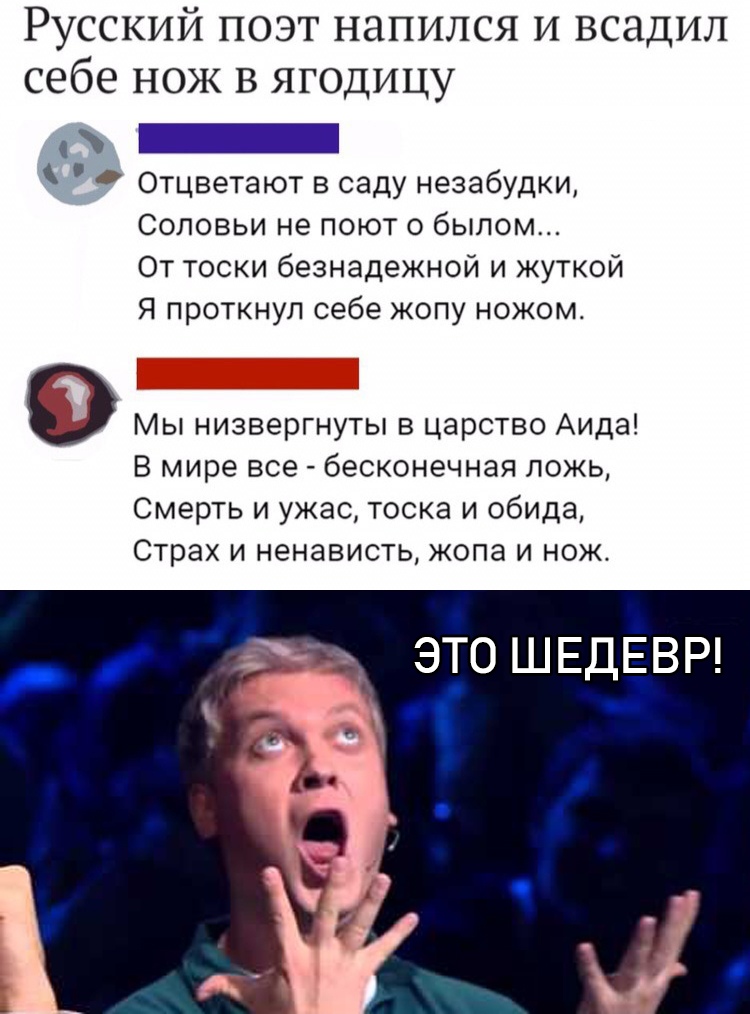 Русский поэт напился и всадил
себе нож в ягодицу
Отцветают в саду незабудки,
Соловьи не поют о былом...
От тоски безнадежной и жуткой
Я проткнул себе жопу ножом.
Мы низвергнуты в царство Аида!
В мире все - бесконечная ложь,
Смерть и ужас, тоска и обида,
Страх и ненависть, жопа и нож.
ЭТО ШЕДЕВР!